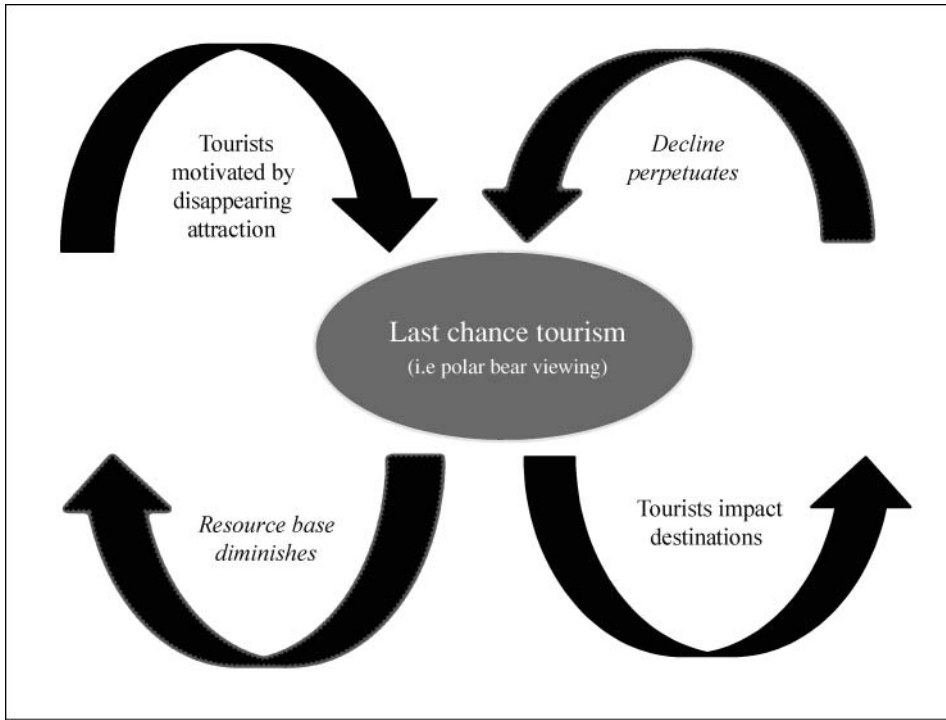 Tourists
motivated by
disappearing
attraction
Decline
perpetuates
Last chance tourism
(i.e polar bear viewing)
Resource base
diminishes
Tourists impact
destinations